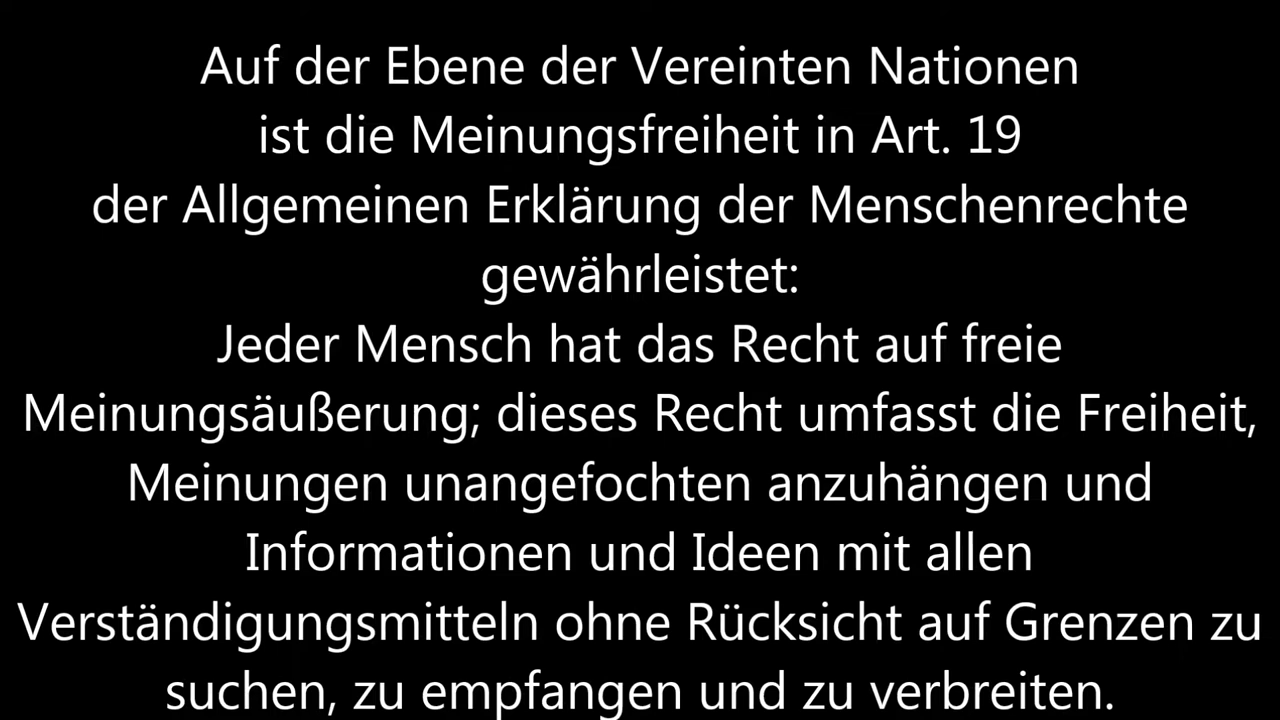 Auf der Ebene der Vereinten Nationen
ist die Meinungsfreiheit in Art. 19
der Allgemeinen Erklärung der Menschenrechte
gewährleistet:
Jeder Mensch hat das Recht auf freie
Meinungsäußerung; dieses Recht umfasst die Freiheit,
Meinungen unangefochten anzuhängen und
Informationen und Ideen mit allen
Verständigungsmitteln ohne Rücksicht auf Grenzen zu
suchen, zu empfangen und zu verbreiten.